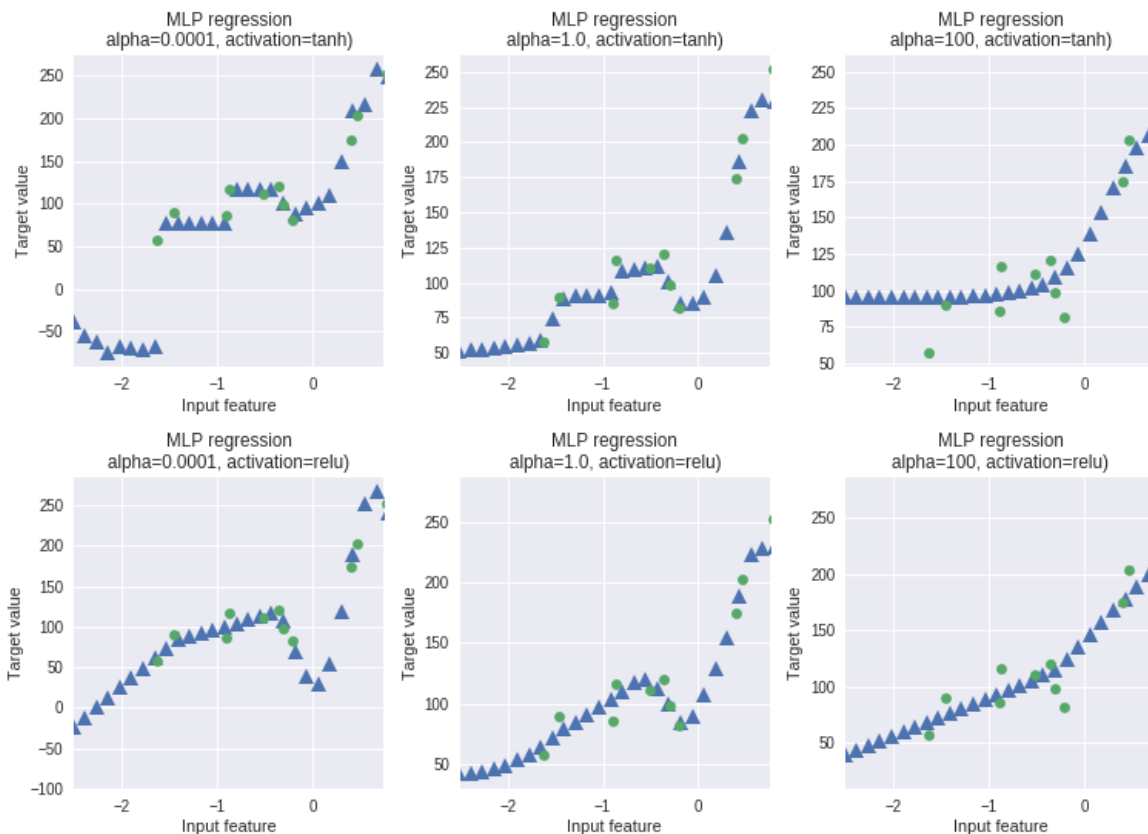 MLP regression
alpha=0.0001, activation=tanh)
MLP regression
alpha=1.0, activation=tanh)
MLP regression
alpha=100, activation=tanh)
Target value
250
200
150
100
50
0
−50
−2
−1
0
Input feature
Target value
250
225
200
175
150
125
100
75
50
−2
−1
0
Input feature
Target value
250
225
200
175
150
125
100
75
50
−2
−1
0
Input feature
MLP regression
alpha=0.0001, activation=relu)
MLP regression
alpha=1.0, activation=relu)
MLP regression
alpha=100, activation=relu)
Target value
250
200
150
100
50
0
−50
−100
−2
−1
0
Input feature
Target value
250
200
150
100
50
−2
−1
0
Input feature
Target value
250
200
150
100
50
−2
−1
0
Input feature